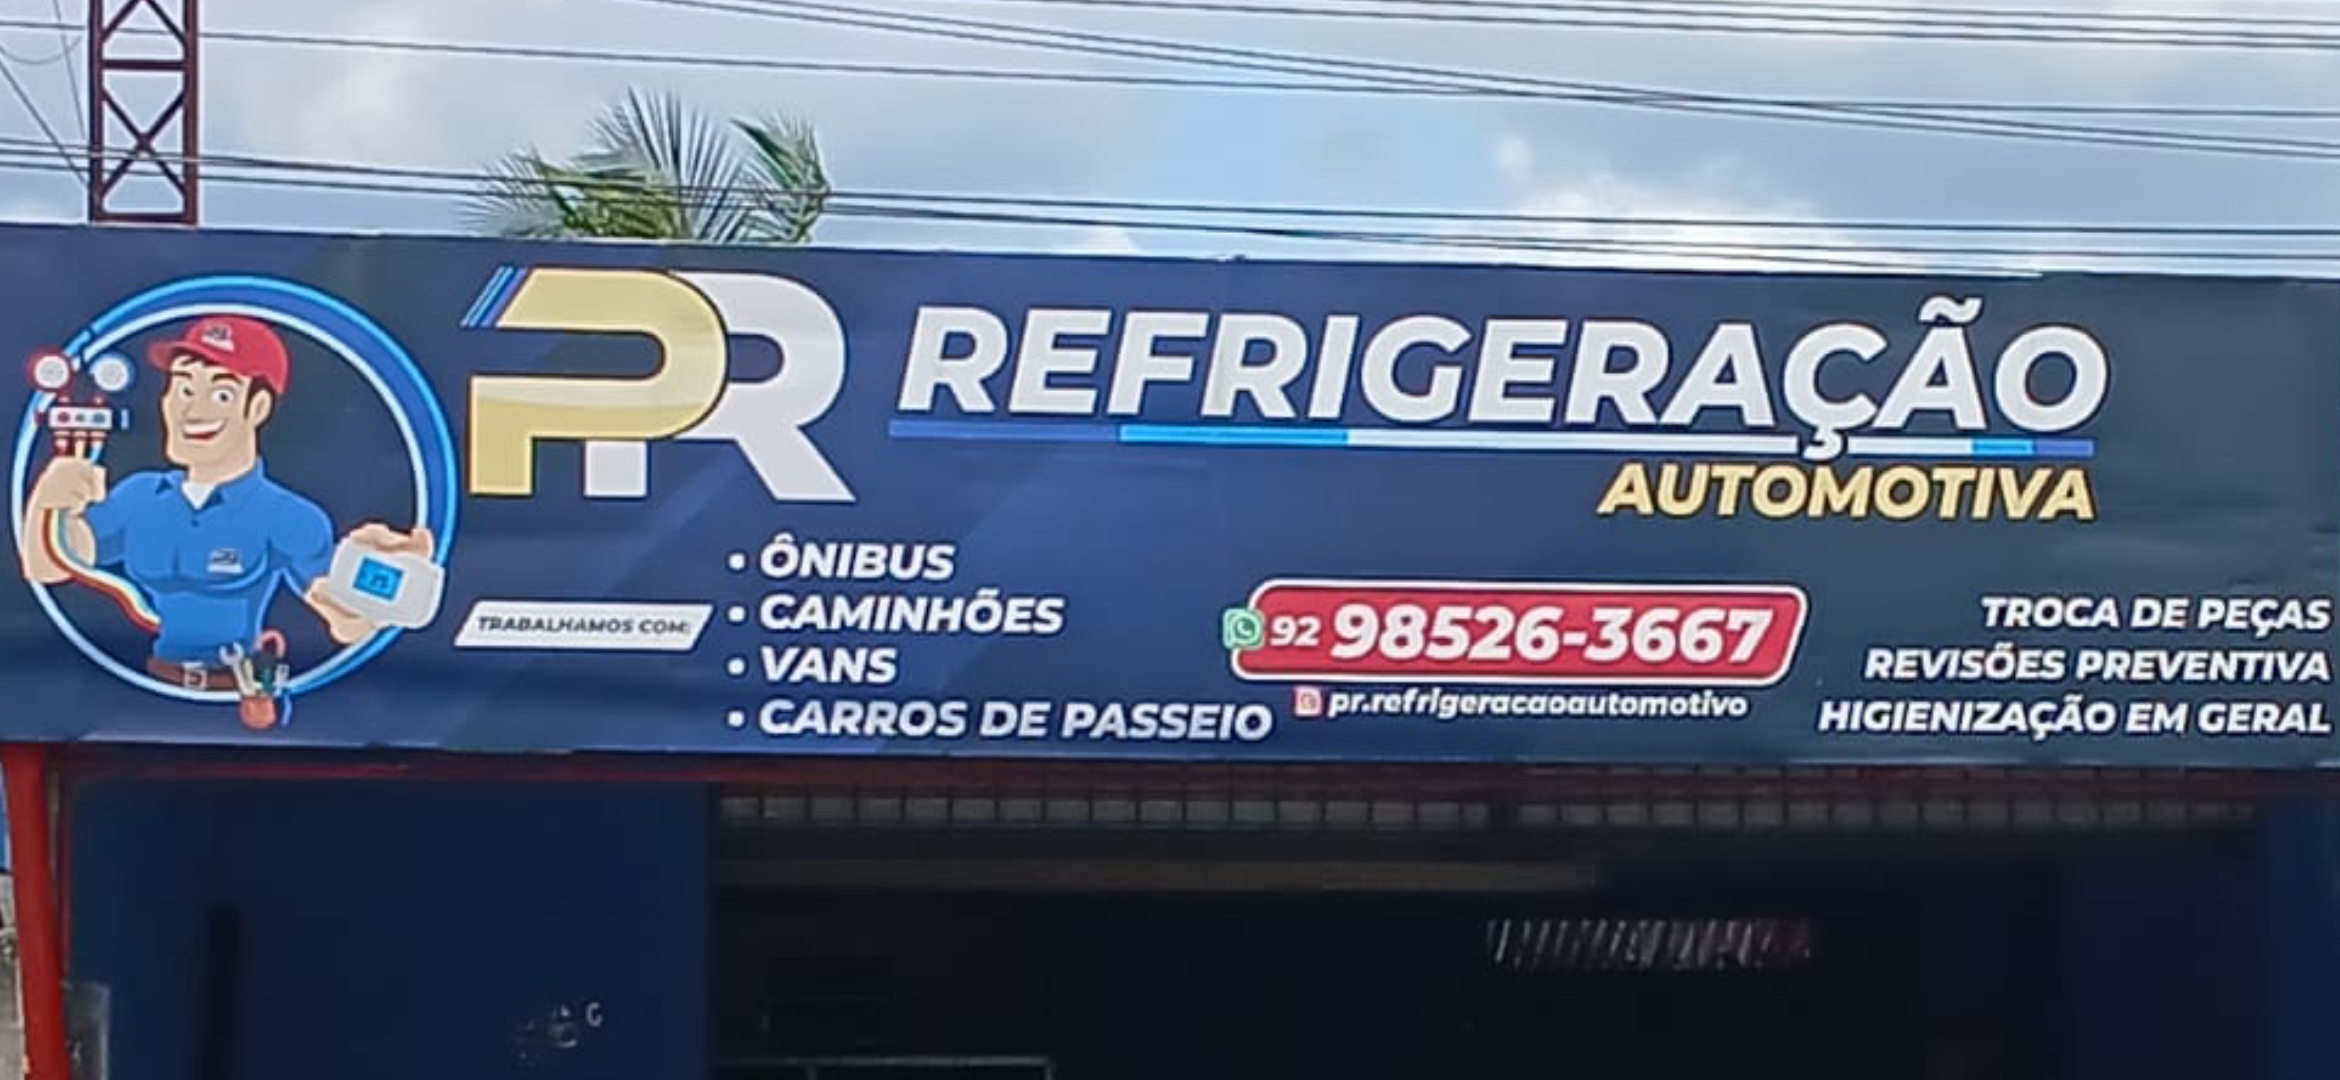 PR REFRIGERAÇÃO
AUTOMOTIVA
TRABALHAMOS COM:
• ÔNIBUS
• CAMINHÕES
• VANS
• CARROS DE PASSEIO
92 98526-3667
pr.refrigeracaoautomotivo
TROCA DE PEÇAS
REVISÕES PREVENTIVA
HIGIENIZAÇÃO EM GERAL